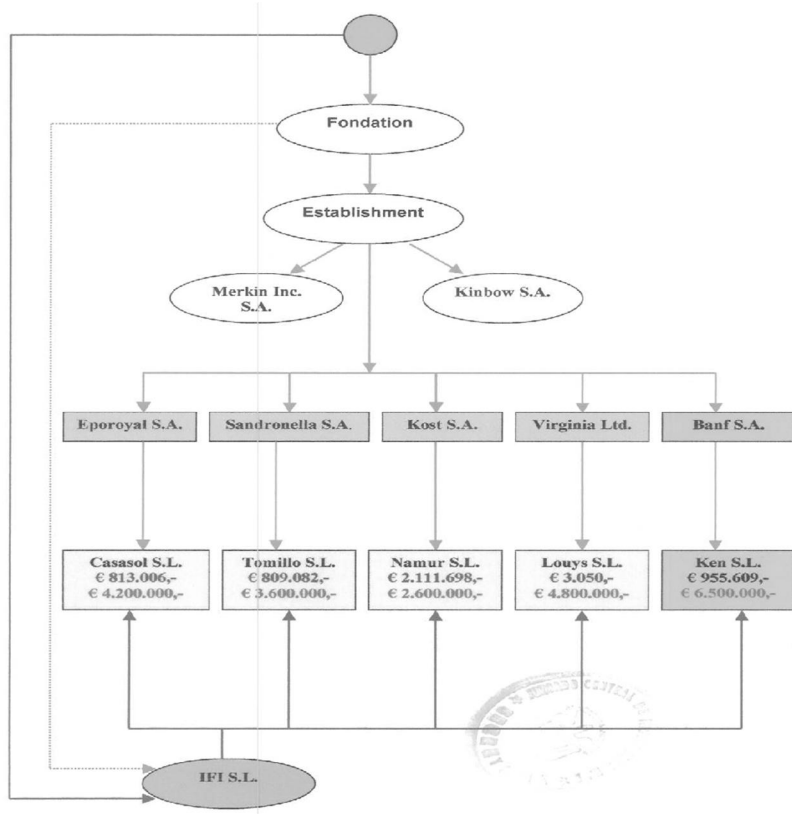 Fondation
Establishment
Merkin Inc.
S.A.
Kinbow S.A.
Eporoyal S.A.
Sandronella S.A.
Kost S.A.
Virginia Ltd.
Banf S.A.
Casasol S.L.
€ 813.006,-
€ 4.200.000,-
Tomillo S.L.
€ 809.082,-
€ 3.600.000,-
Namur S.L.
€ 2.111.698,-
€ 2.600.000,-
Louys S.L.
€ 3.050,-
€ 4.800.000,-
Ken S.L.
€ 955.609,-
€ 6.500.000,-
JUZGADO CENTRAL
IFI S.L.